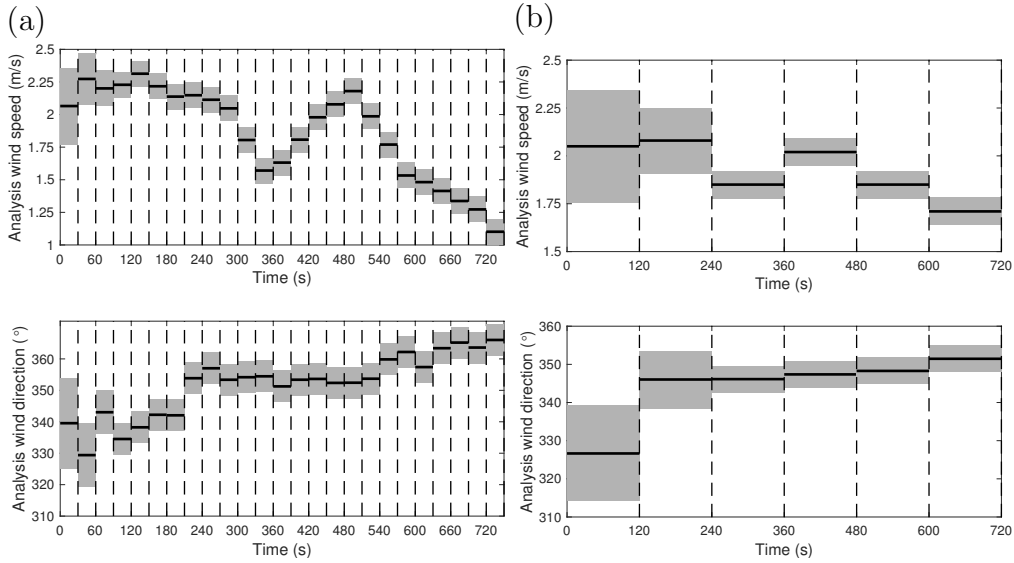 (a)
Analysis wind speed (m/s)
2.5
2.25
2
1.75
1.5
1.25
1
0 60 120 180 240 300 360 420 480 540 600 660 720
Time (s)
(b)
Analysis wind speed (m/s)
2.5
2.25
2
1.75
1.5
0 120 240 360 480 600 720
Time (s)
Analysis wind direction (°)
360
350
340
330
320
310
0 60 120 180 240 300 360 420 480 540 600 660 720
Time (s)
Analysis wind direction (°)
360
350
340
330
320
310
0 120 240 360 480 600 720
Time (s)